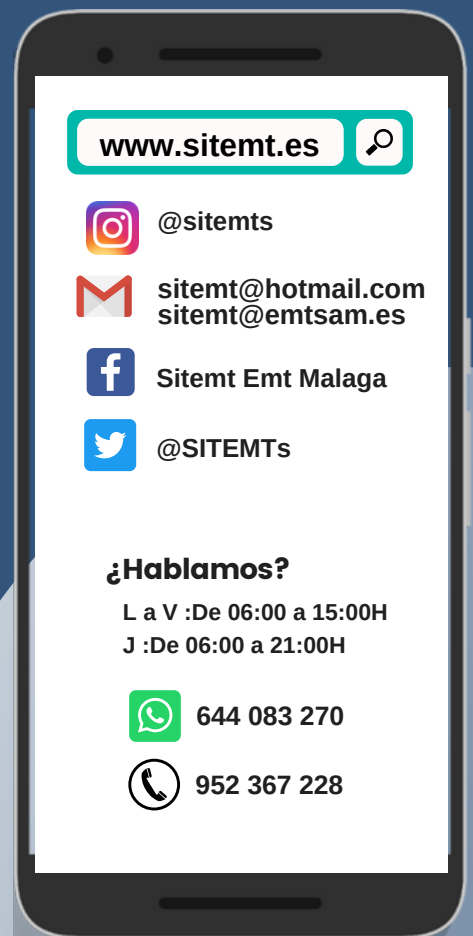 www.sitemt.es
@sitemts
sitemt@hotmail.com
sitemt@emtsam.es
Sitemt Emt Malaga
@SITEMTs
¿Hablamos?
L a V :De 06:00 a 15:00H
J :De 06:00 a 21:00H
644 083 270
952 367 228